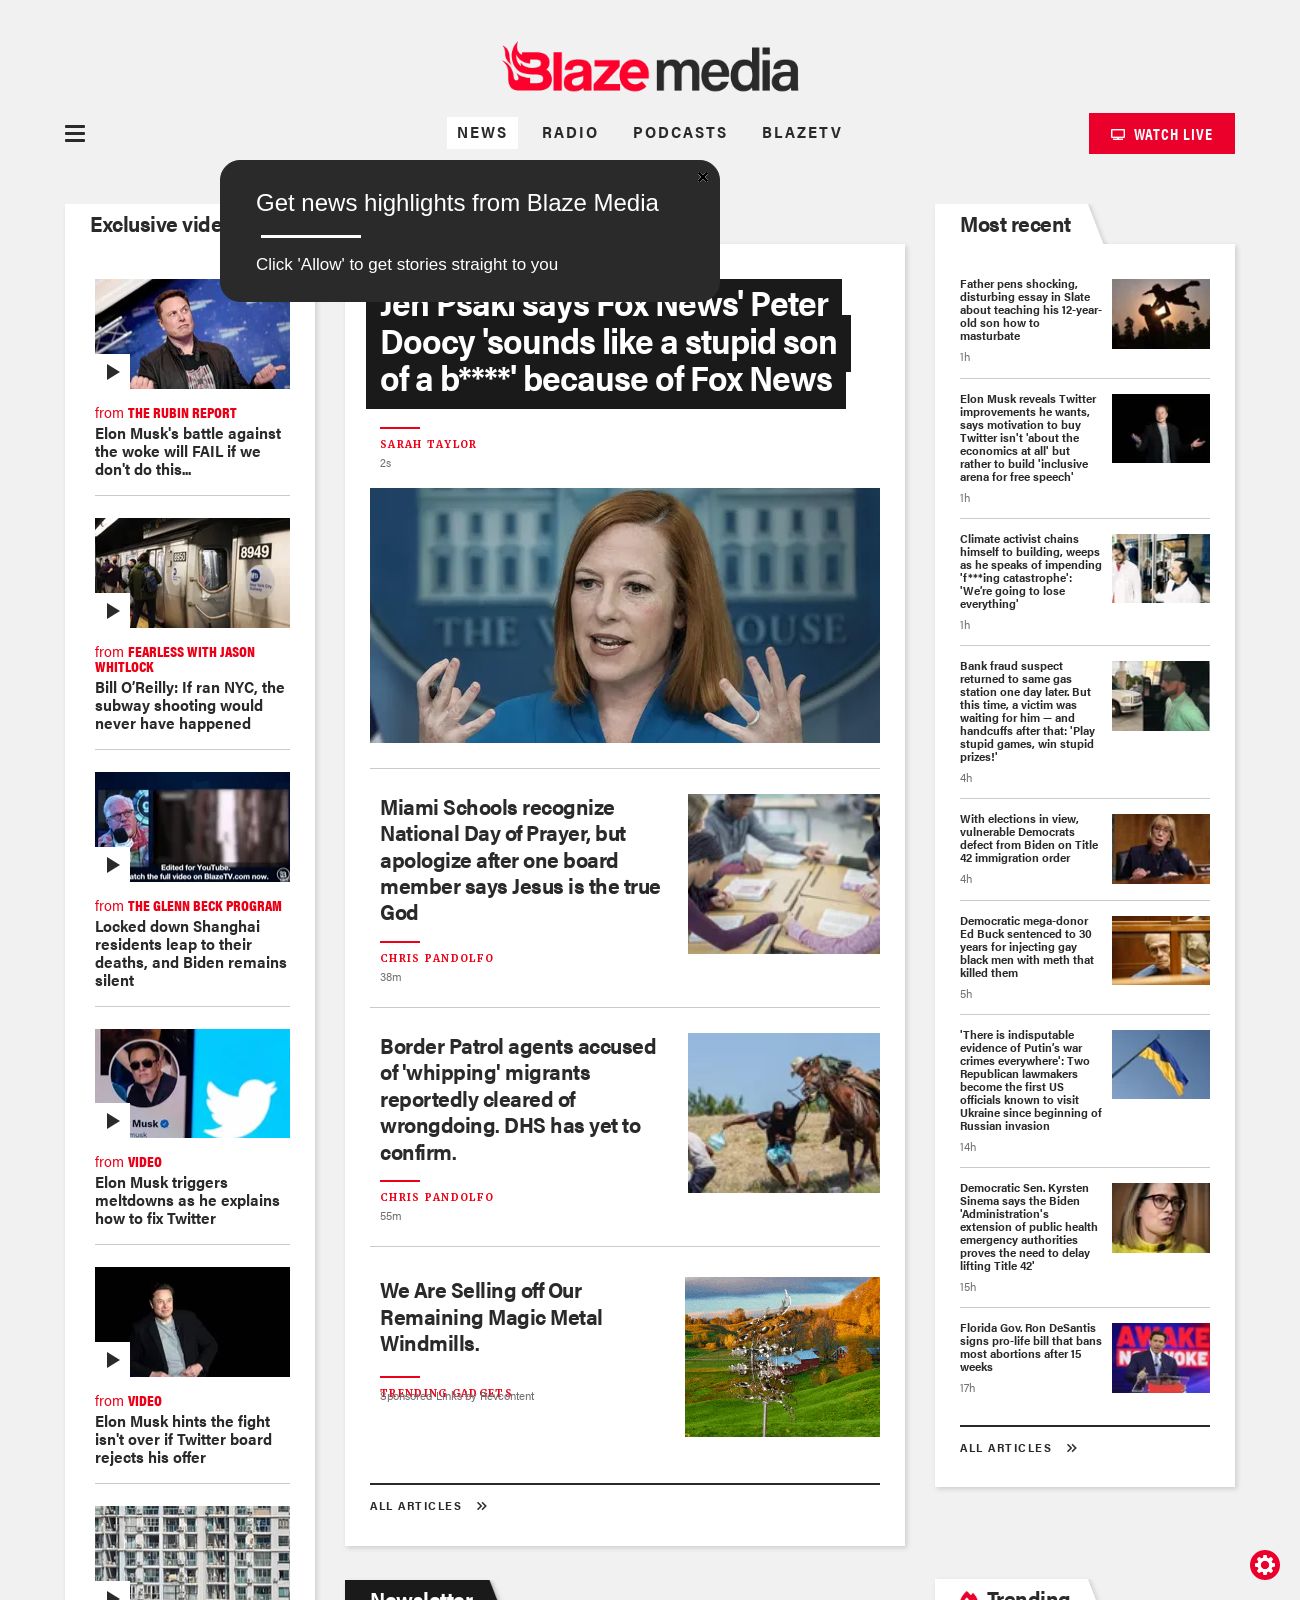 Blaze media
NEWS
RADIO
PODCASTS
BLAZETV
WATCH LIVE
Get news highlights from Blaze Media
Click 'Allow' to get stories straight to you
Exclusive vide
from THE RUBIN REPORT
Elon Musk's battle against
the woke will FAIL if we
don't do this...
8950
8949
from FEARLESS WITH JASON
WHITLOCK
Bill O’Reilly: If ran NYC, the
subway shooting would
never have happened
Edited for YouTube.
atch the full video on BlazeTV.com now.
from THE GLENN BECK PROGRAM
Locked down Shanghai
residents leap to their
deaths, and Biden remains
silent
Musk
musk
from VIDEO
Elon Musk triggers
meltdowns as he explains
how to fix Twitter
from VIDEO
Elon Musk hints the fight
isn't over if Twitter board
rejects his offer
Jen Psaki says Fox News' Peter
Doocy 'sounds like a stupid son
of a b****' because of Fox News
SARAH TAYLOR
2s
THE W
HOUSE
Miami Schools recognize
National Day of Prayer, but
apologize after one board
member says Jesus is the true
God
CHRIS PANDOLFO
38m
Border Patrol agents accused
of 'whipping' migrants
reportedly cleared of
wrongdoing. DHS has yet to
confirm.
CHRIS PANDOLFO
55m
We Are Selling off Our
Remaining Magic Metal
Windmills.
TRENDING GADGETS
Sponsored Links by Revcontent
ALL ARTICLES
Newsletter
Most recent
Father pens shocking,
disturbing essay in Slate
about teaching his 12-year-
old son how to
masturbate
1h
Elon Musk reveals Twitter
improvements he wants,
says motivation to buy
Twitter isn't 'about the
economics at all' but
rather to build 'inclusive
arena for free speech'
1h
Climate activist chains
himself to building, weeps
as he speaks of impending
'f***ing catastrophe':
'We’re going to lose
everything'
1h
Bank fraud suspect
returned to same gas
station one day later. But
this time, a victim was
waiting for him — and
handcuffs after that: 'Play
stupid games, win stupid
prizes!'
4h
With elections in view,
vulnerable Democrats
defect from Biden on Title
42 immigration order
4h
Democratic mega-donor
Ed Buck sentenced to 30
years for injecting gay
black men with meth that
killed them
5h
'There is indisputable
evidence of Putin’s war
crimes everywhere': Two
Republican lawmakers
become the first US
officials known to visit
Ukraine since beginning of
Russian invasion
14h
Democratic Sen. Kyrsten
Sinema says the Biden
'Administration's
extension of public health
emergency authorities
proves the need to delay
lifting Title 42'
15h
Florida Gov. Ron DeSantis
signs pro-life bill that bans
most abortions after 15
weeks
AWAKE
17h
ALL ARTICLES
Trending